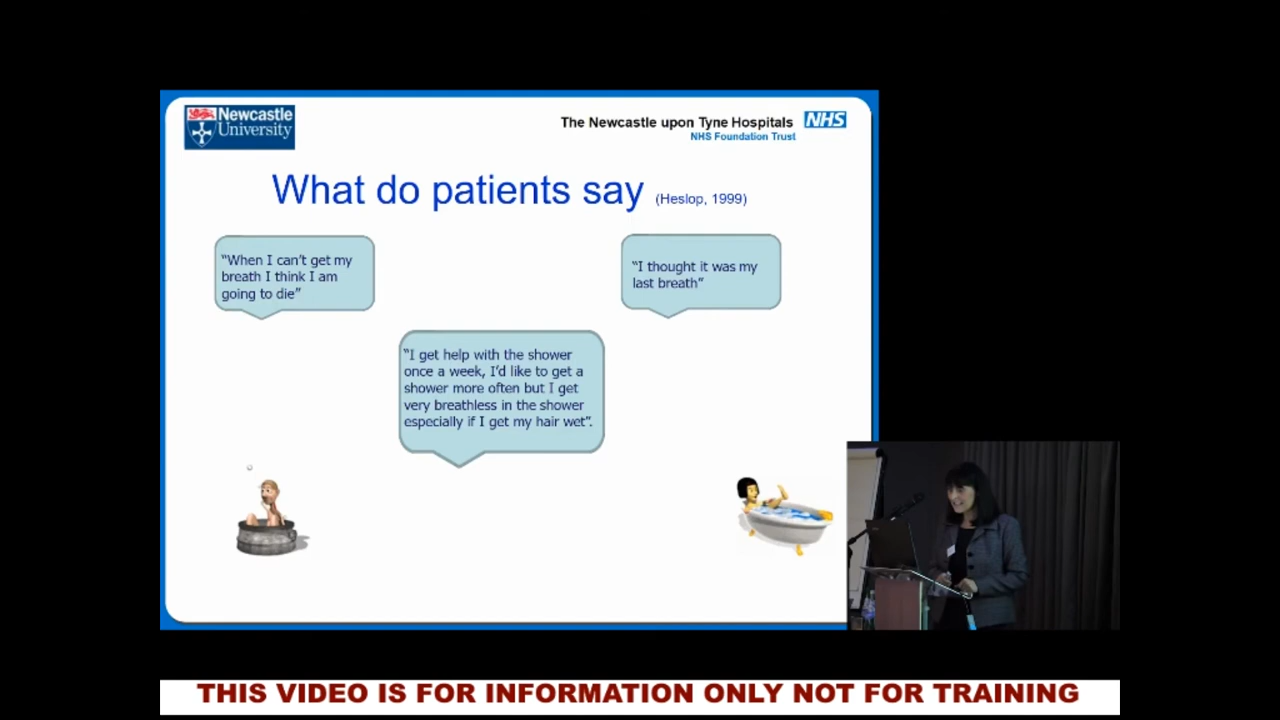 Newcastle
University
The Newcastle upon Tyne Hospitals NHS
NHS Foundation Trust
What do patients say (Heslop, 1999)
“When I can’t get my
breath I think I am
going to die”
“I thought it was my
last breath”
“I get help with the shower
once a week, I’d like to get a
shower more often but I get
very breathless in the shower
especially if I get my hair wet”.
THIS VIDEO IS FOR INFORMATION ONLY NOT FOR TRAINING